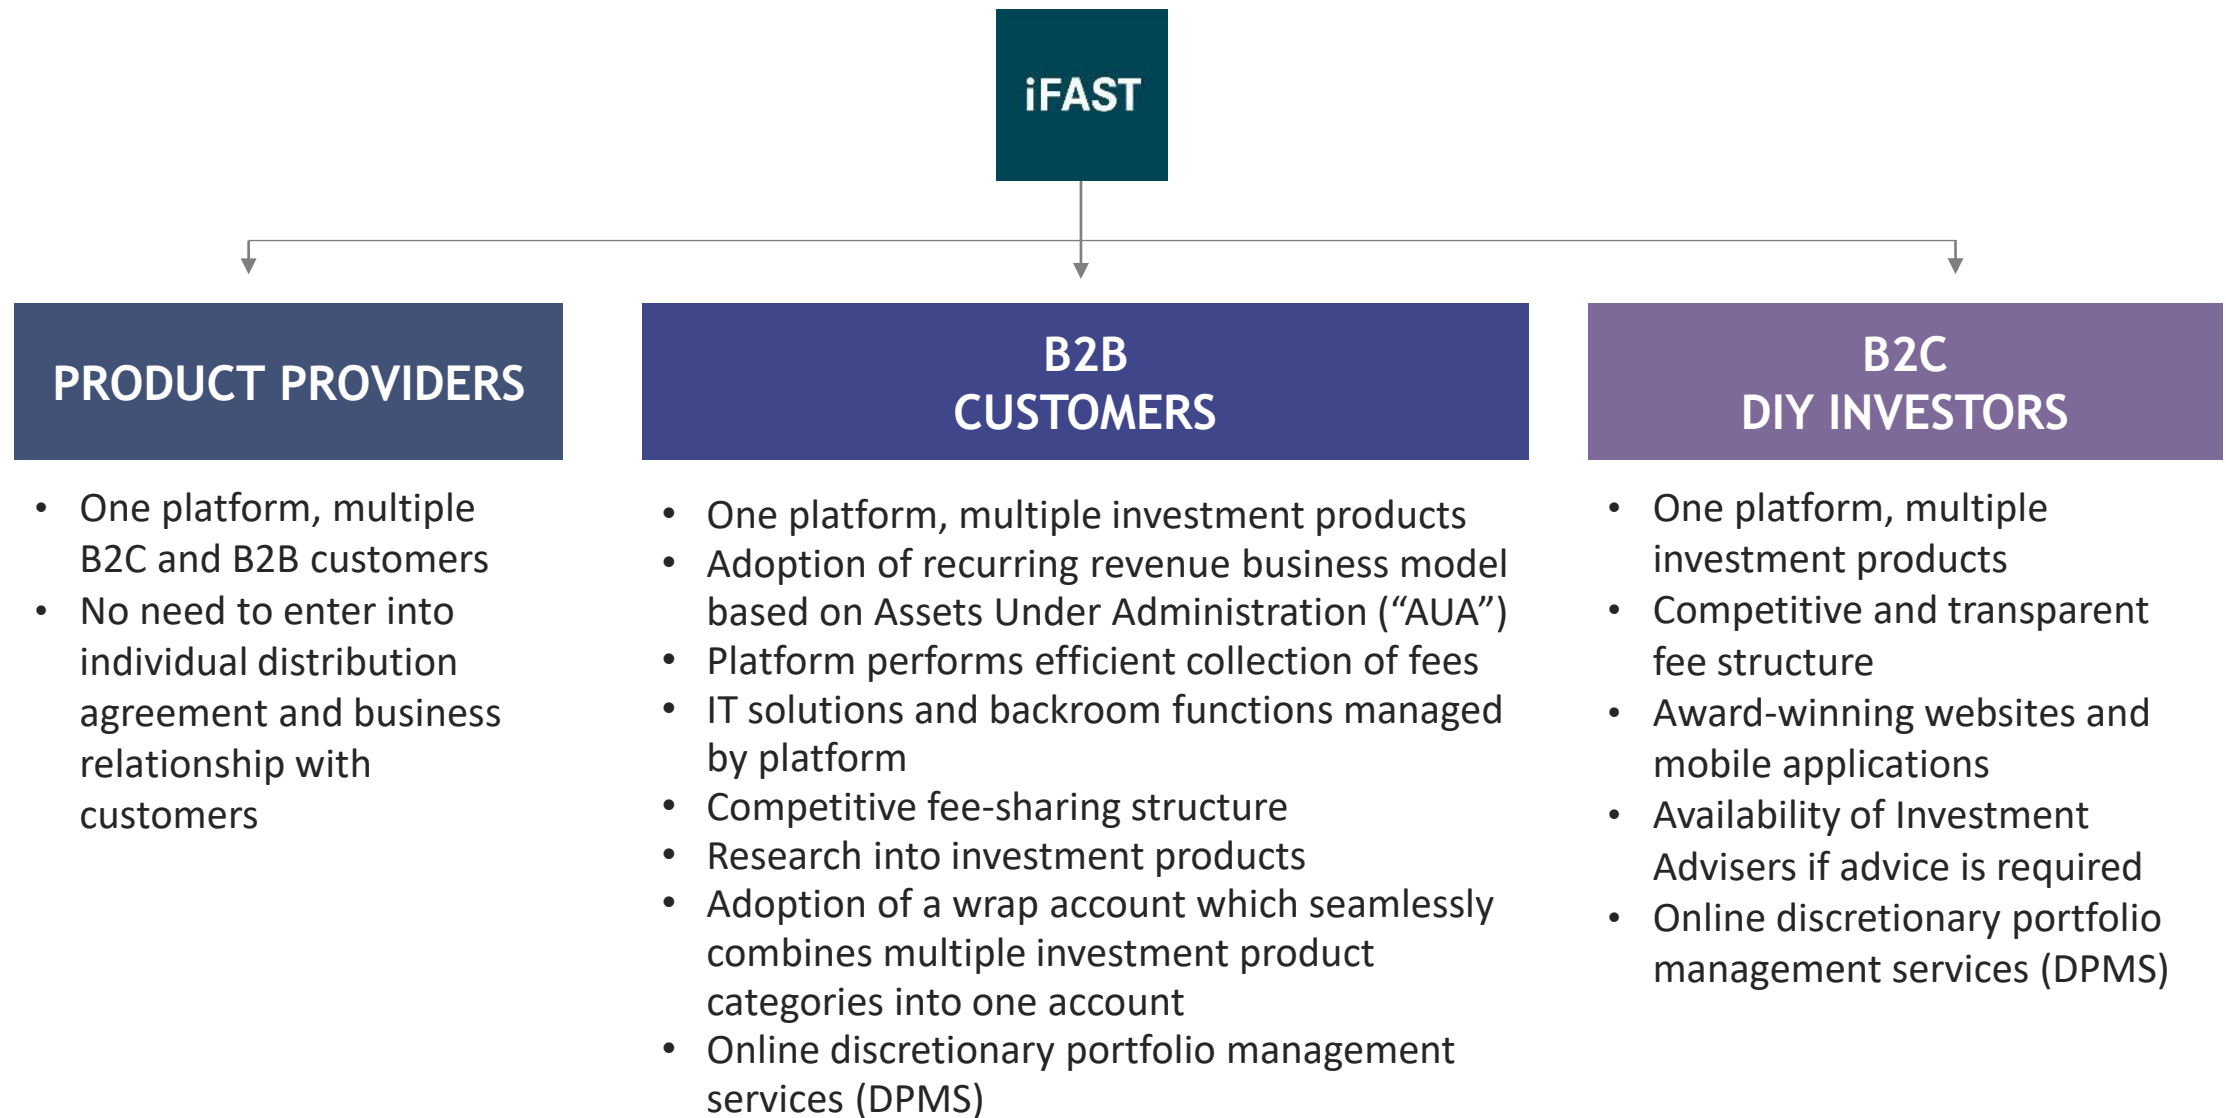 iFAST
PRODUCT PROVIDERS
• One platform, multiple
B2C and B2B customers
• No need to enter into
individual distribution
agreement and business
relationship with
customers
B2B
CUSTOMERS
• One platform, multiple investment products
• Adoption of recurring revenue business model
based on Assets Under Administration (“AUA”)
• Platform performs efficient collection of fees
• IT solutions and backroom functions managed
by platform
• Competitive fee-sharing structure
• Research into investment products
• Adoption of a wrap account which seamlessly
combines multiple investment product
categories into one account
• Online discretionary portfolio management
services (DPMS)
B2C
DIY INVESTORS
• One platform, multiple
investment products
• Competitive and transparent
fee structure
• Award-winning websites and
mobile applications
• Availability of Investment
Advisers if advice is required
• Online discretionary portfolio
management services (DPMS)